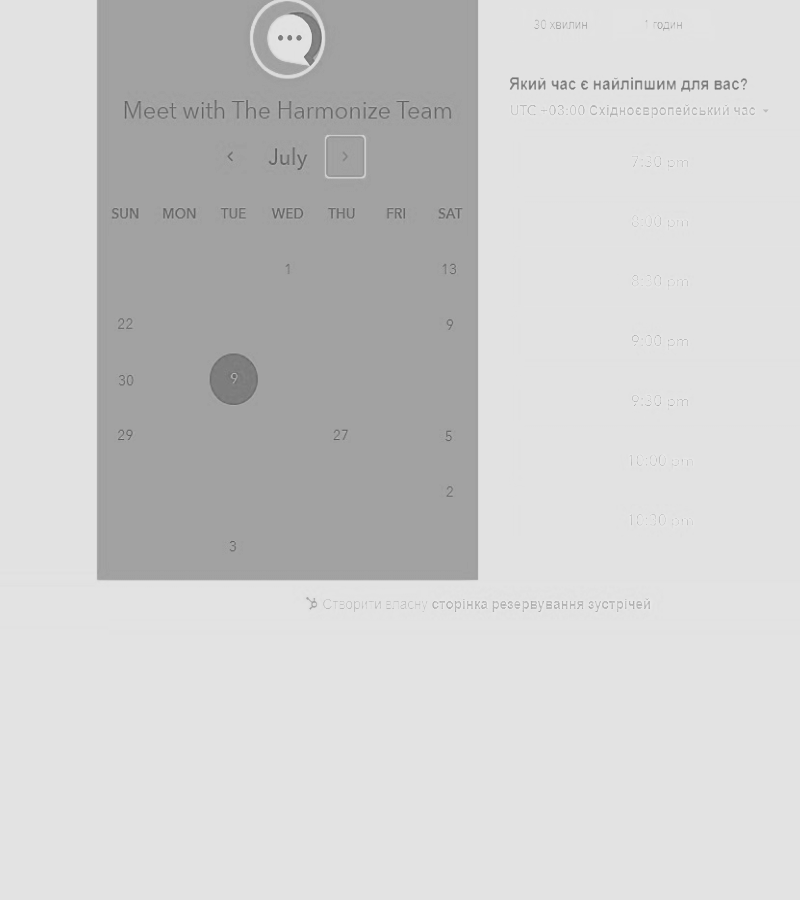 Meet with The Harmonize Team
July
SUN MON TUE WED THU FRI SAT
1 13
22 9
30 9
29 27 5
2
3
30 хвилин 1 годин
Який час є найліпшим для вас?
UTC +03:00 Східноєвропейський час
7:30 pm
8:30 pm
9:00 pm
9:30 pm
10:00 pm
10:30 pm
Створити власну сторінка резервування зустрічей